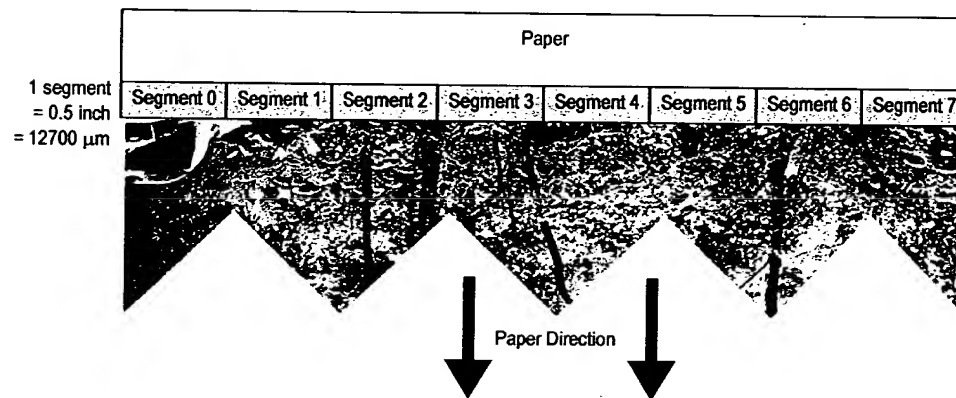 Paper
1 segment
= 0.5 inch
= 12700 μm
Segment 0 Segment 1 Segment 2 Segment 3 Segment 4 Segment 5 Segment 6 Segment 7
Paper Direction